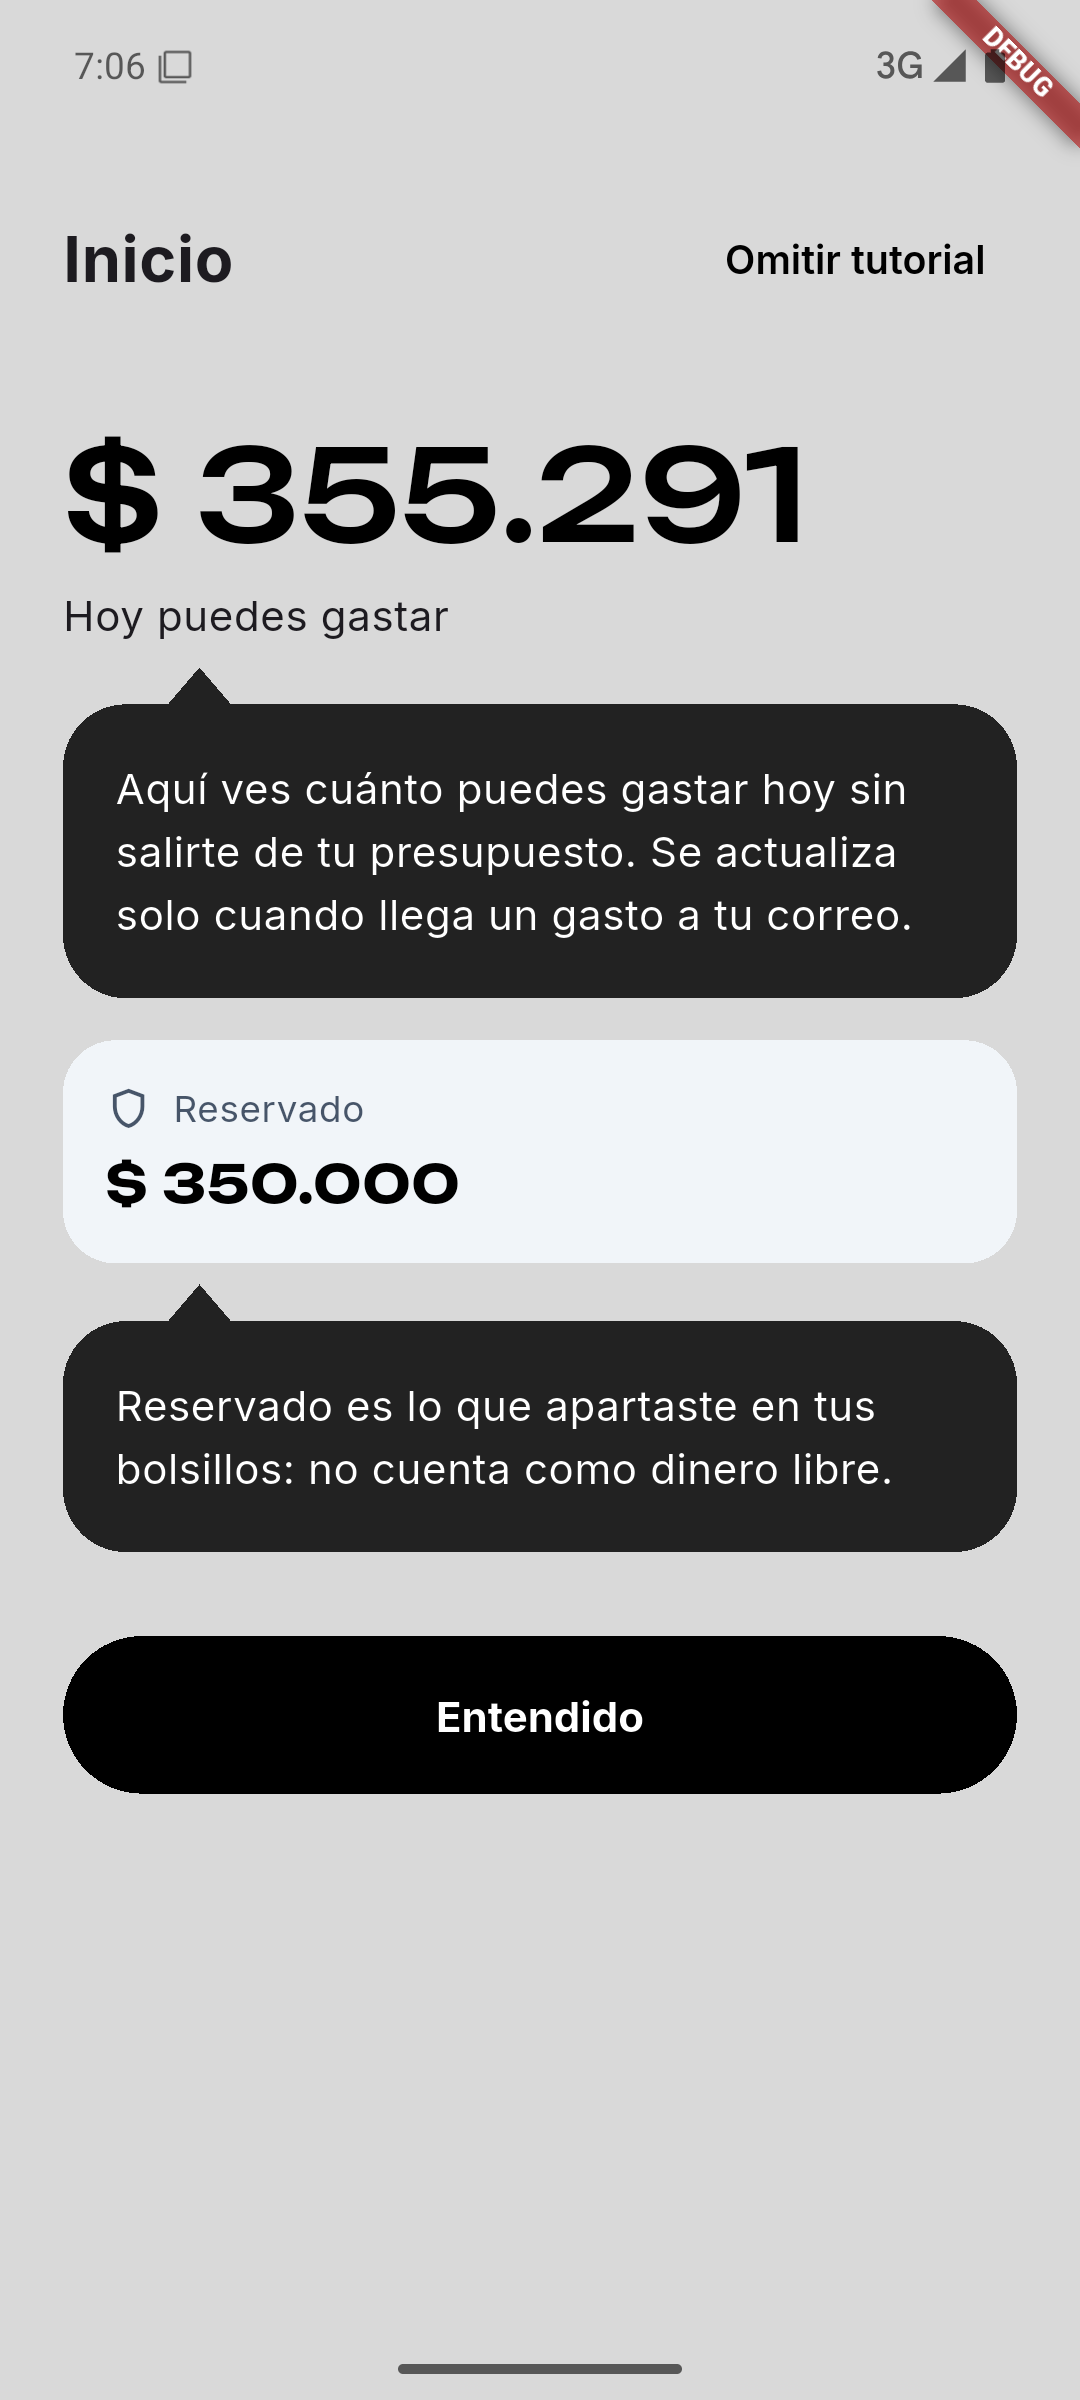 7:06
3G
DEBUG
Inicio
Omitir tutorial
$ 355.291
Hoy puedes gastar
Aquí ves cuánto puedes gastar hoy sin
salirte de tu presupuesto. Se actualiza
solo cuando llega un gasto a tu correo.
Reservado
$ 350.000
Reservado es lo que apartaste en tus
bolsillos: no cuenta como dinero libre.
Entendido